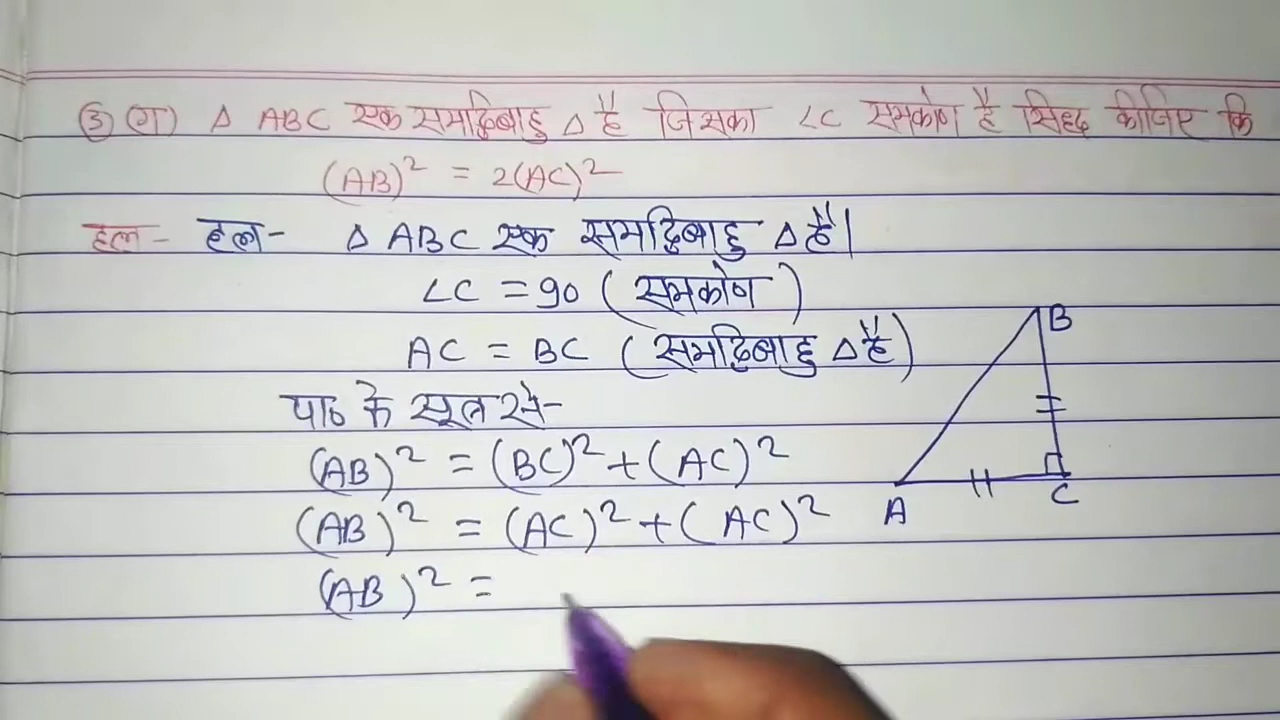 ③ (ग) Δ ABC एक समद्विबाहु Δ है जिसका ∠C समकोण है सिद्ध कीजिए कि
(AB)² = 2(AC)²
हल- हल- Δ ABC एक समद्विबाहु Δ है।
∠C = 90 (समकोण)
AC = BC (समद्विबाहु Δ है)
पा० के सूत्र से-
(AB)² = (BC)² + (AC)²
(AB)² = (AC)² + (AC)²
(AB)² =
B
A
C